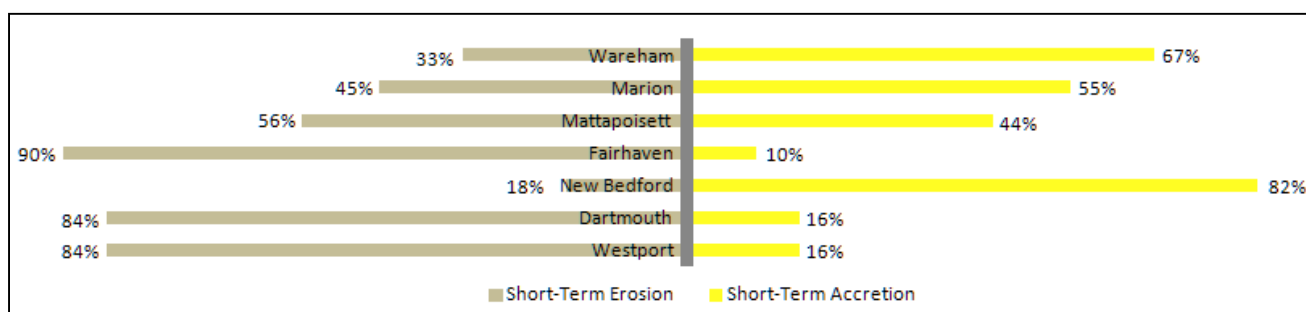 33% Wareham 67%
45% Marion 55%
56% Mattapoisett 44%
90% Fairhaven 10%
18% New Bedford 82%
84% Dartmouth 16%
84% Westport 16%
Short-Term Erosion Short-Term Accretion